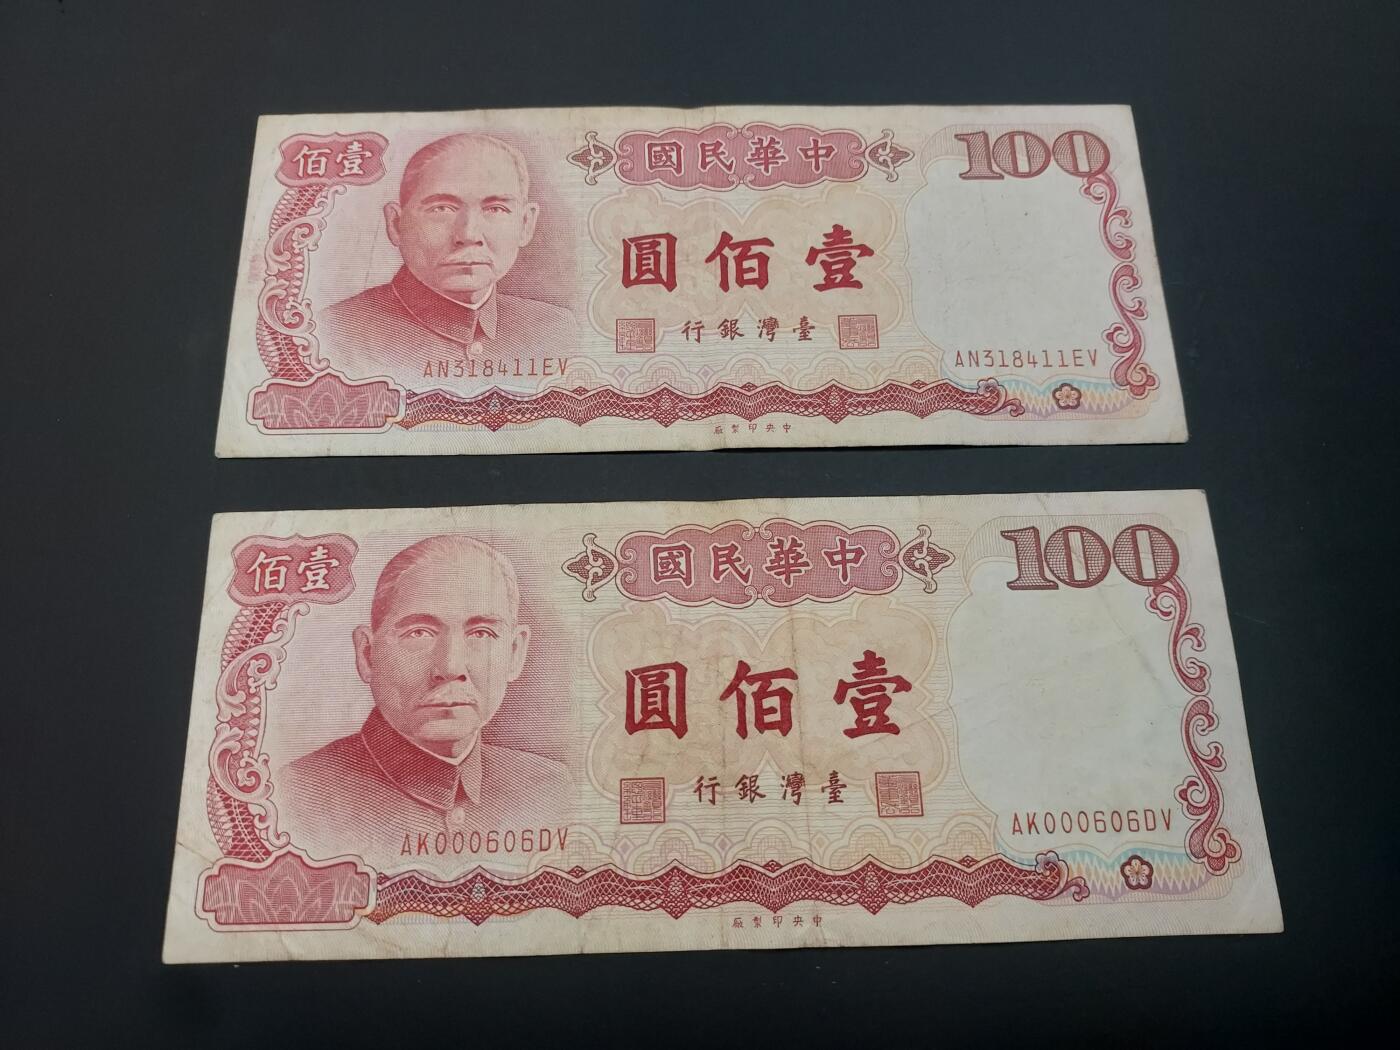 佰壹
國民華中
100
圓佰壹
行銀灣臺
AN318411EV
AN318411EV
廠製印央中
佰壹
國民華中
100
圓佰壹
行銀灣臺
AK000606DV
AK000606DV
廠製印央中